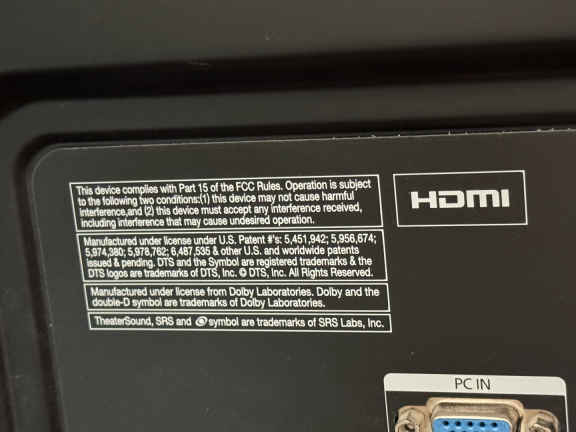 This device complies with Part 15 of the FCC Rules. Operation is subject
to the following two conditions:(1) this device may not cause harmful
interference,and (2) this device must accept any interference received,
including interference that may cause undesired operation.
Manufactured under license under U.S. Patent #'s: 5,451,942; 5,956,674;
5,974,380; 5,978,762; 6,487,535 & other U.S. and worldwide patents
issued & pending. DTS and the Symbol are registered trademarks & the
DTS logos are trademarks of DTS, Inc. © DTS, Inc. All Rights Reserved.
Manufactured under license from Dolby Laboratories. Dolby and the
double-D symbol are trademarks of Dolby Laboratories.
TheaterSound, SRS and symbol are trademarks of SRS Labs, Inc.
HDMI
PC IN